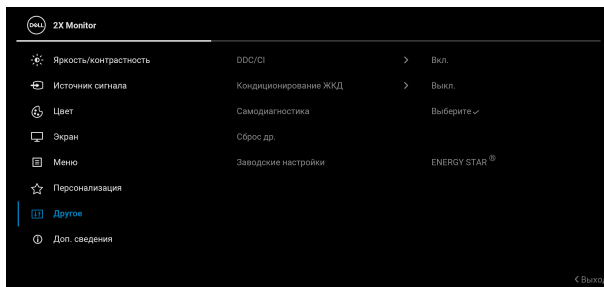 DELL 2X Monitor
Яркость/контрастность DDC/CI Вкл.
Источник сигнала Кондиционирование ЖКД Выкл.
Цвет Самодиагностика Выберите
Экран Сброс др.
Меню Заводские настройки ENERGY STAR ®
Персонализация
Другое
Доп. сведения
Выход